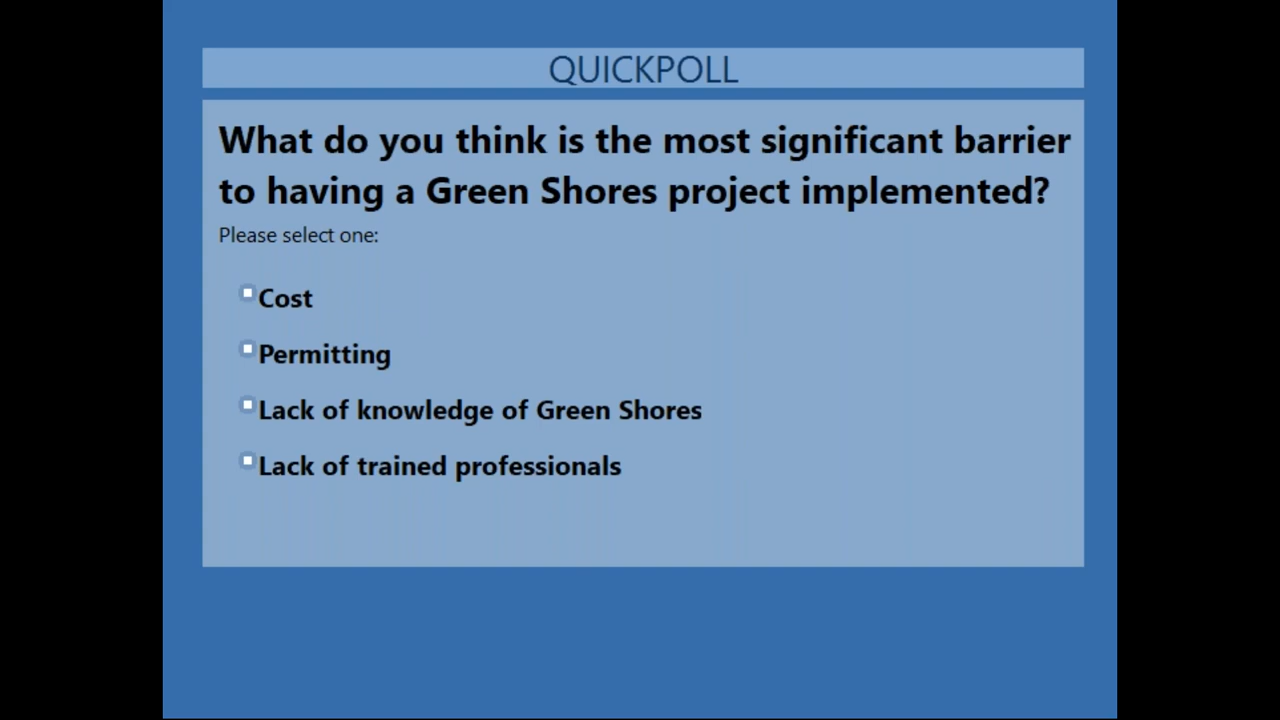 QUICKPOLL
What do you think is the most significant barrier
to having a Green Shores project implemented?
Please select one:
Cost
Permitting
Lack of knowledge of Green Shores
Lack of trained professionals